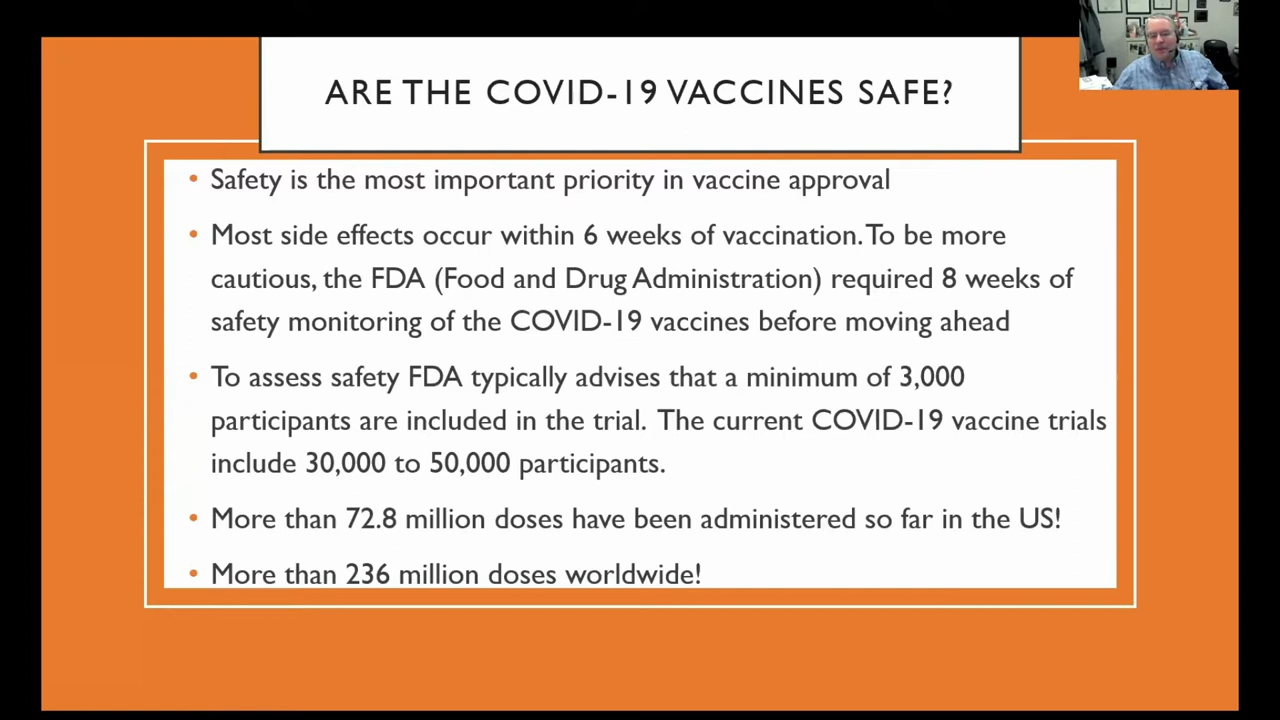 ARE THE COVID-19 VACCINES SAFE?
• Safety is the most important priority in vaccine approval
• Most side effects occur within 6 weeks of vaccination. To be more
cautious, the FDA (Food and Drug Administration) required 8 weeks of
safety monitoring of the COVID-19 vaccines before moving ahead
• To assess safety FDA typically advises that a minimum of 3,000
participants are included in the trial. The current COVID-19 vaccine trials
include 30,000 to 50,000 participants.
• More than 72.8 million doses have been administered so far in the US!
• More than 236 million doses worldwide!